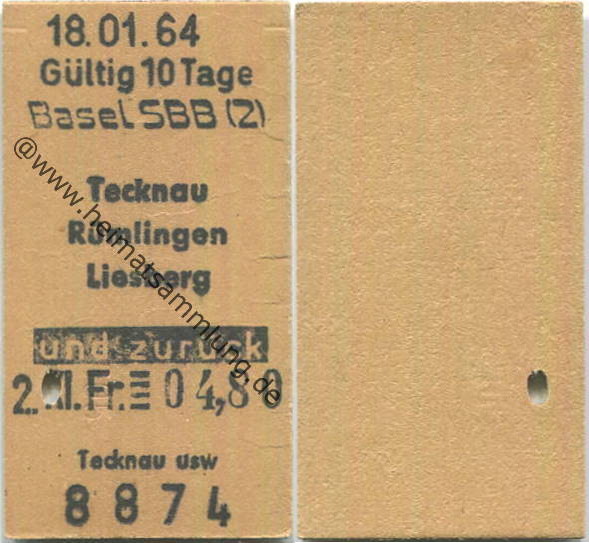 18.01.64
Gültig 10 Tage
Basel SBB (2)
Tecknau
Rümlingen
Liesberg
und zurück
2. Kl. Fr. 04,80
Tecknau usw
8874
@www.heimatsammlung.de